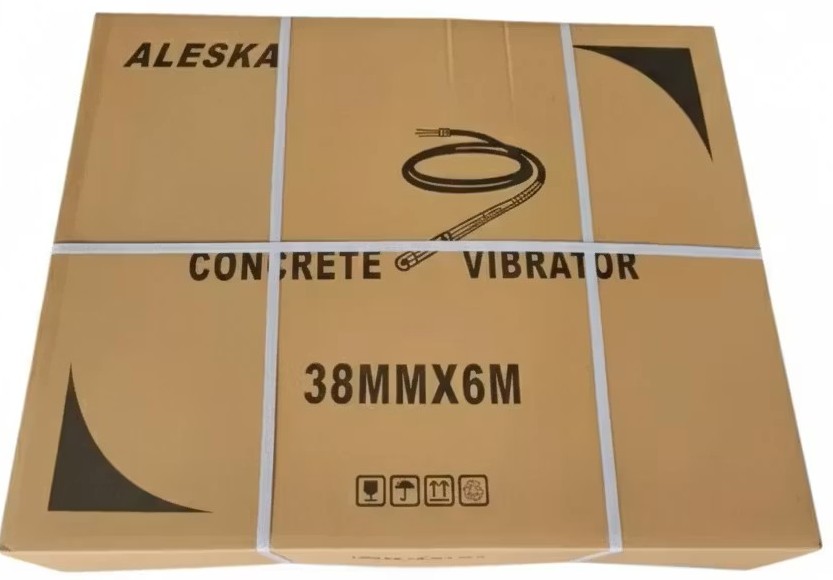 ALESKA
CONCRETE VIBRATOR
38MMX6M